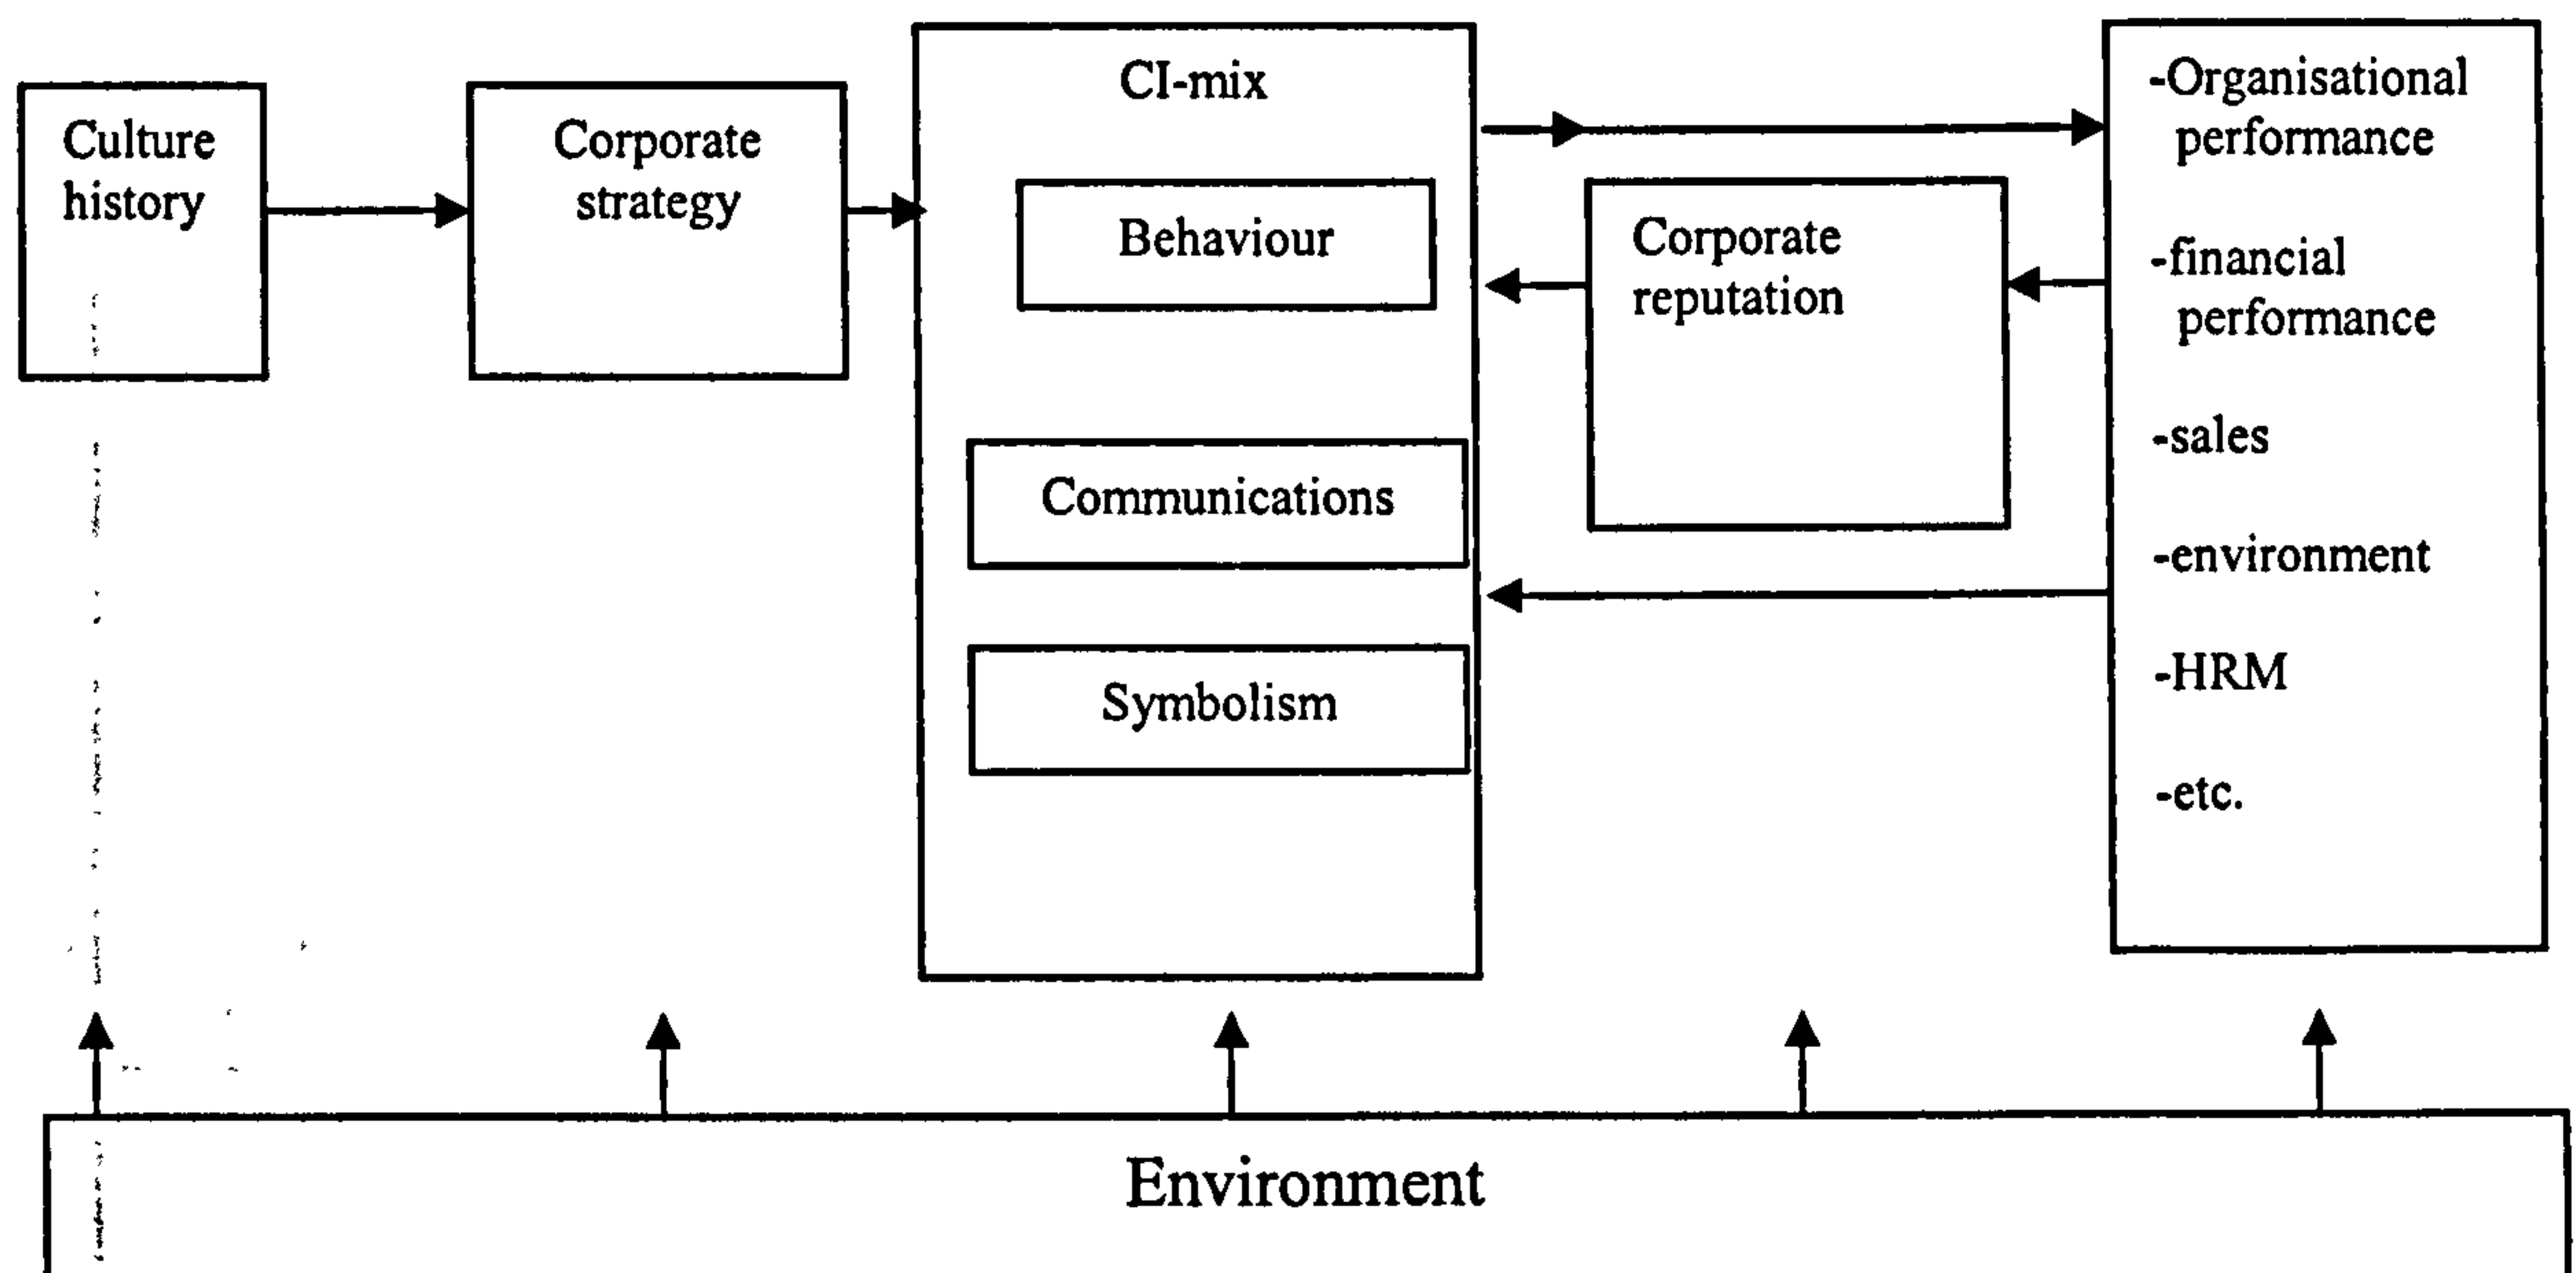 Culture
history
Corporate
strategy
CI-mix
Behaviour
Communications
Symbolism
Corporate
reputation
-Organisational
performance
-financial
performance
-sales
-environment
-HRM
-etc.
Environment